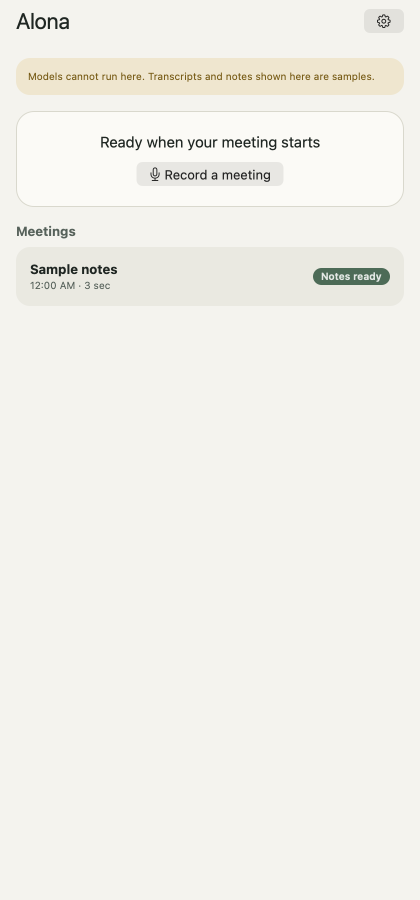 Alona
Models cannot run here. Transcripts and notes shown here are samples.
Ready when your meeting starts
Record a meeting
Meetings
Sample notes
Notes ready
12:00 AM · 3 sec